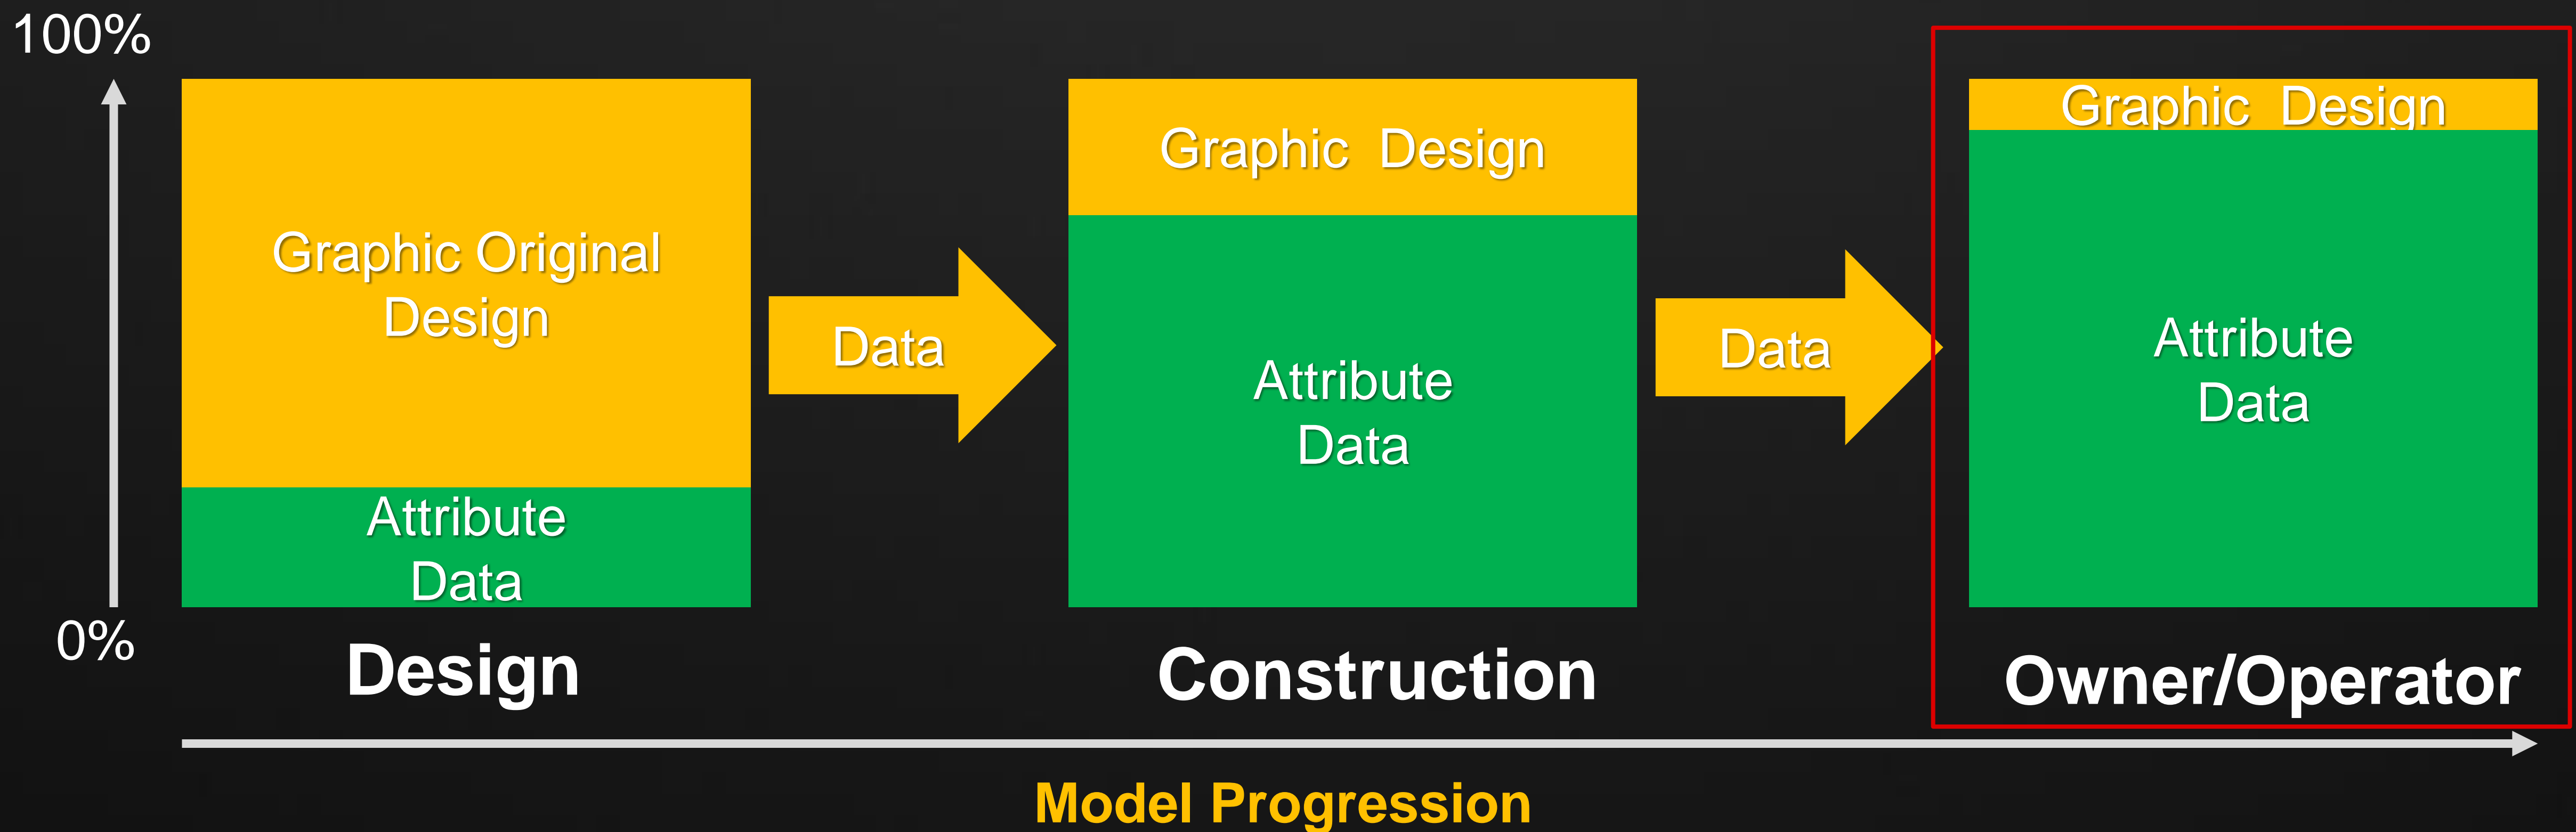 100%
0%
Graphic Original
Design
Attribute
Data
Design
Data
Graphic  Design
Attribute
Data
Construction
Data
Graphic  Design
Attribute
Data
Owner/Operator
Model Progression